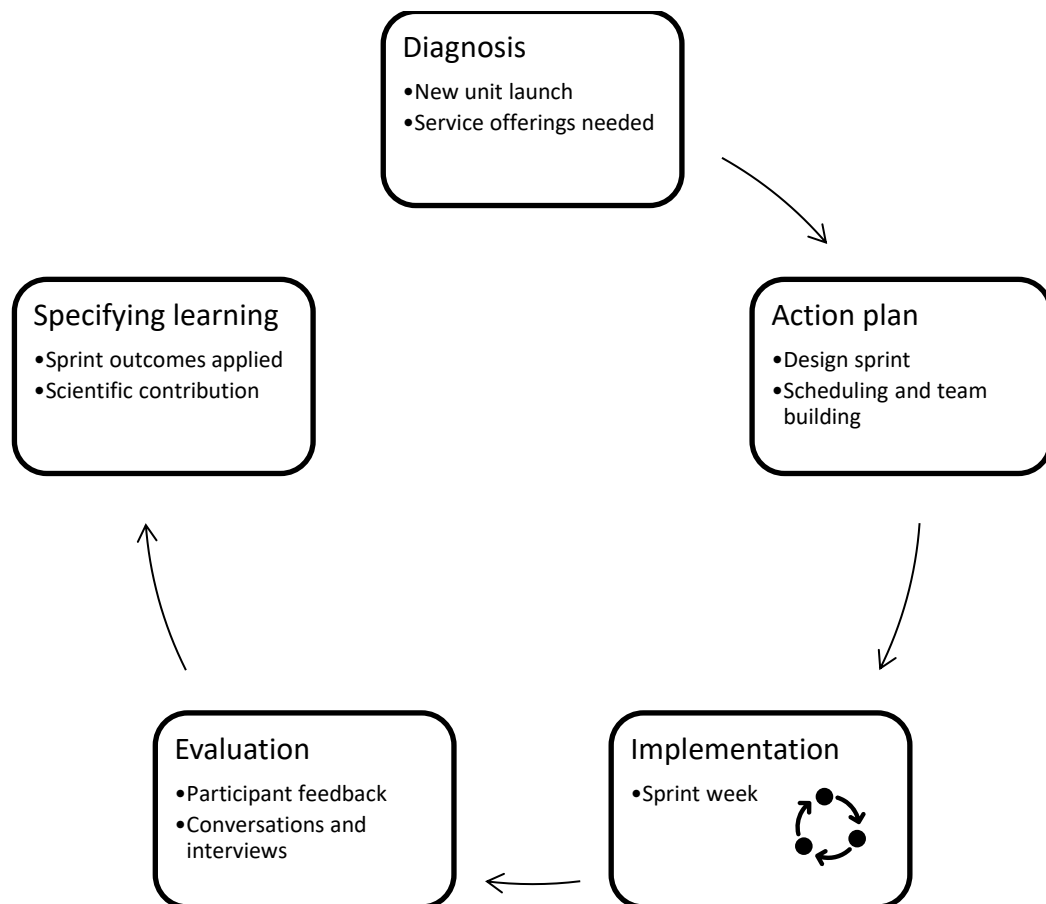 Diagnosis
•New unit launch
•Service offerings needed
Action plan
•Design sprint
•Scheduling and team
building
Implementation
•Sprint week
Evaluation
•Participant feedback
•Conversations and
interviews
Specifying learning
•Sprint outcomes applied
•Scientific contribution